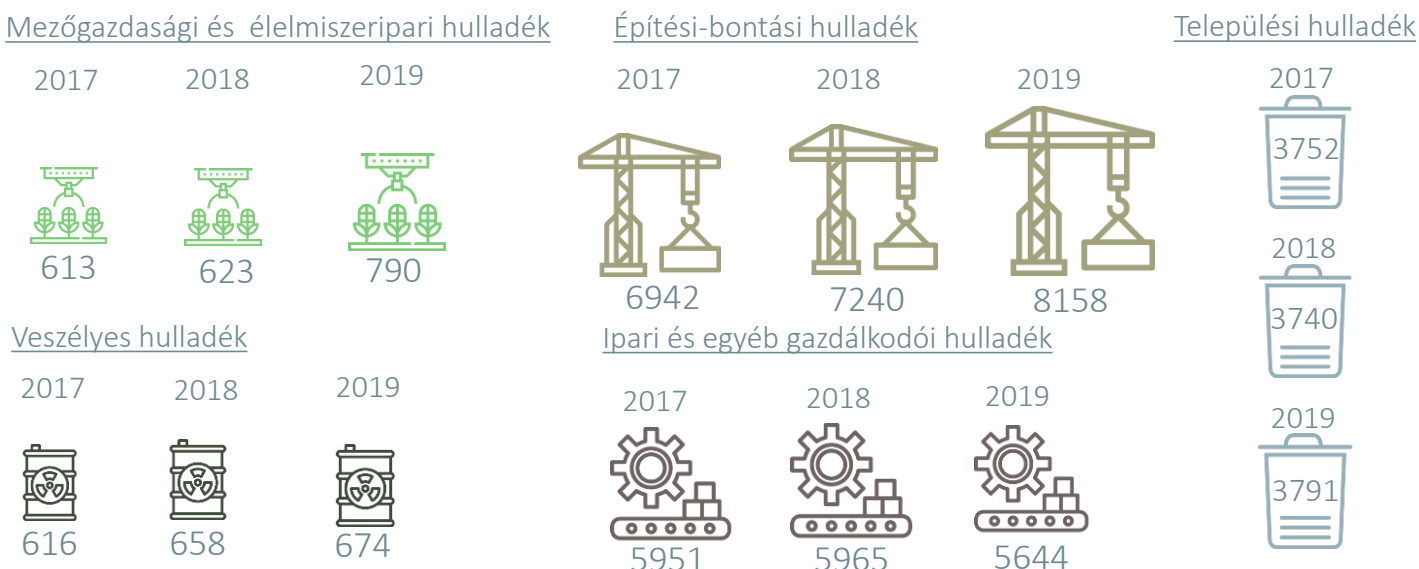 Mezőgazdasági és élelmiszeripari hulladék
2017 2018 2019
613 623 790
Építési-bontási hulladék
2017 2018 2019
6942 7240 8158
Települési hulladék
2017
3752
2018
3740
2019
3791
Veszélyes hulladék
2017 2018 2019
616 658 674
Ipari és egyéb gazdálkodói hulladék
2017 2018 2019
5951 5965 5644